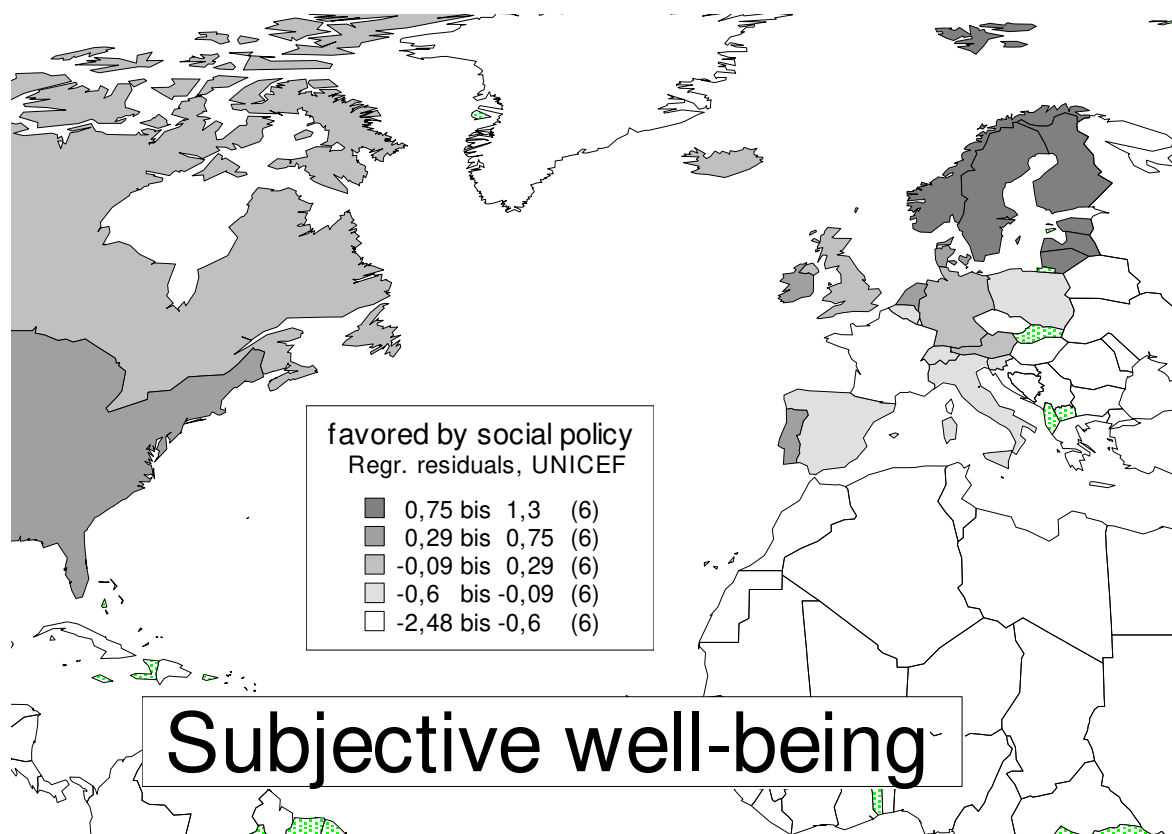 favored by social policy
Regr. residuals, UNICEF
0,75 bis 1,3 (6)
0,29 bis 0,75 (6)
-0,09 bis 0,29 (6)
-0,6 bis -0,09 (6)
-2,48 bis -0,6 (6)
Subjective well-being